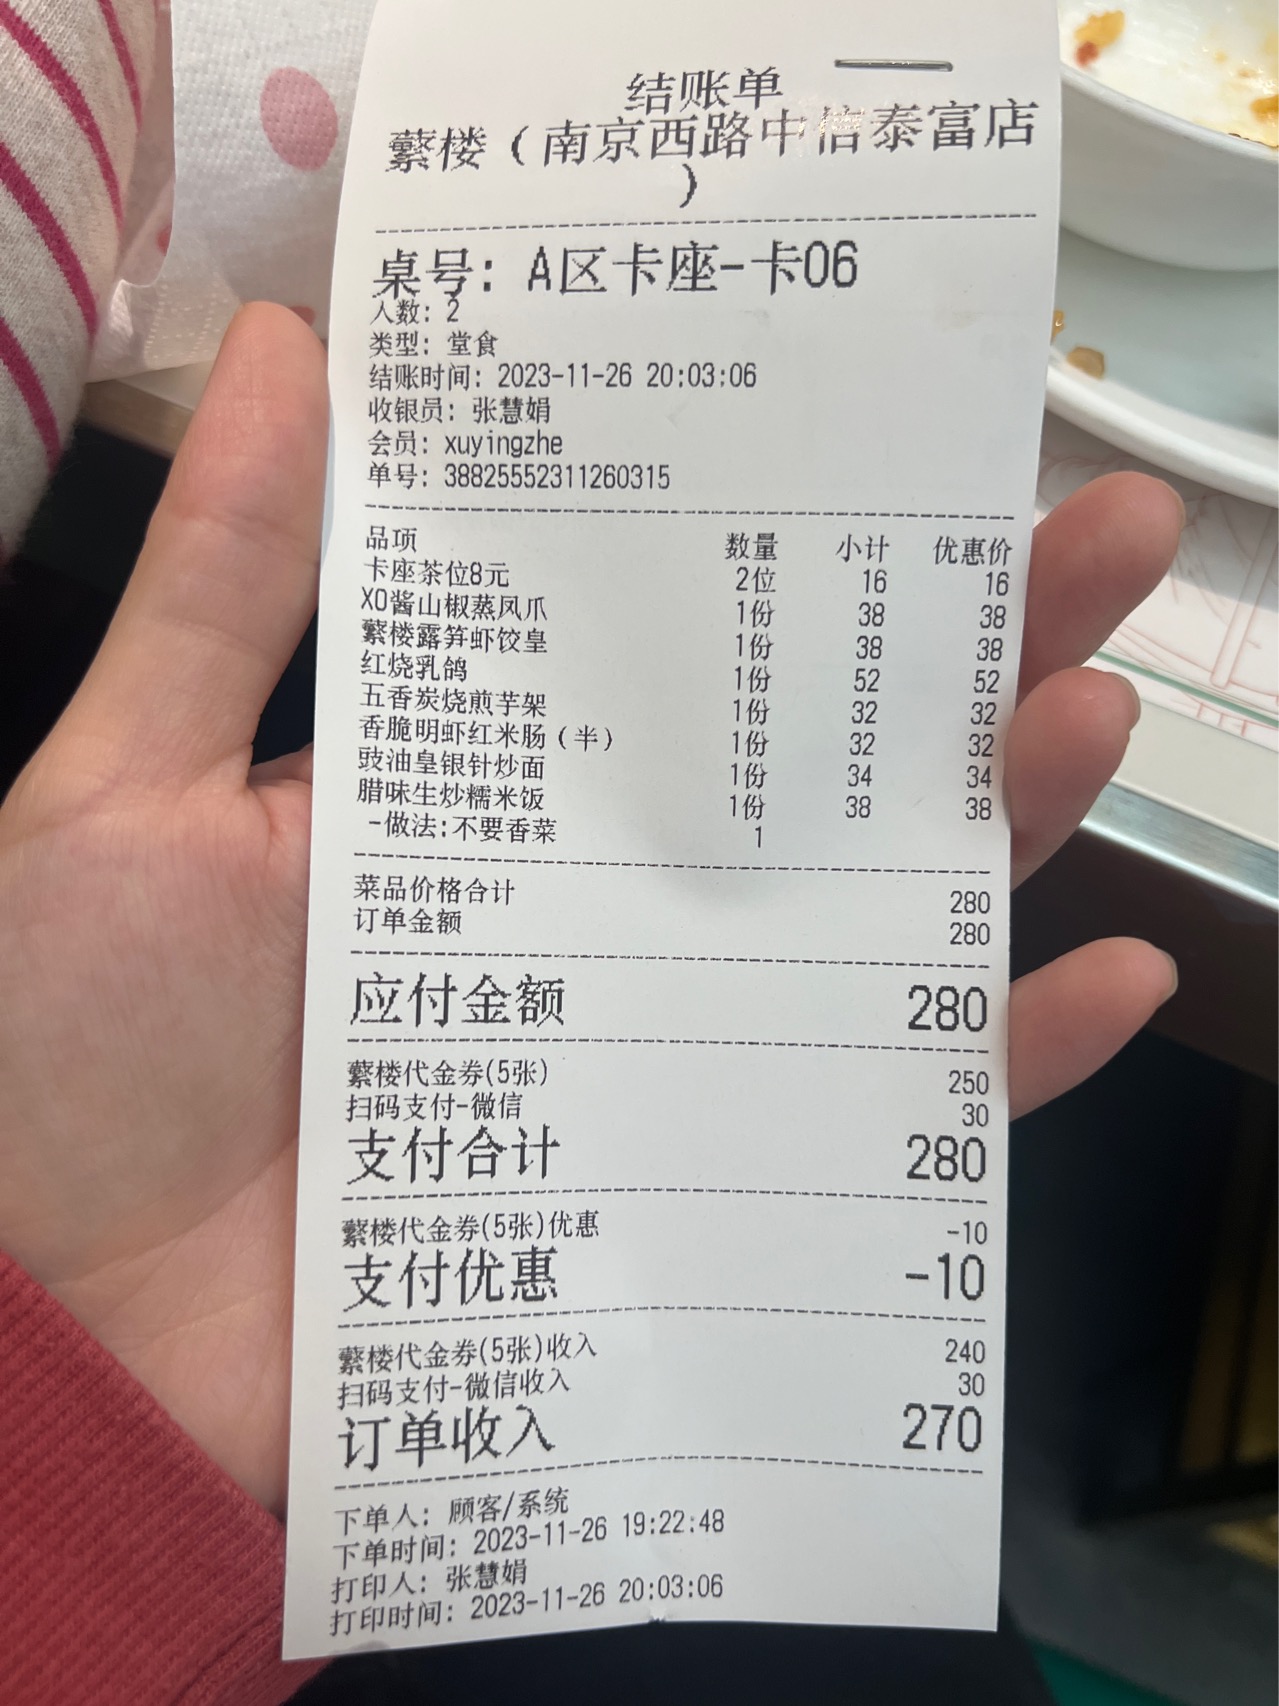 结账单
蘩楼（南京西路中信泰富店
）
桌号: A区卡座-卡06
人数: 2
类型: 堂食
结账时间: 2023-11-26 20:03:06
收银员: 张慧娟
会员: xuyingzhe
单号: 38825552311260315
品项 数量 小计 优惠价
卡座茶位8元 2位 16 16
XO酱山椒蒸凤爪 1份 38 38
蘩楼露笋虾饺皇 1份 38 38
红烧乳鸽 1份 52 52
五香炭烧煎芋架 1份 32 32
香脆明虾红米肠（半） 1份 32 32
豉油皇银针炒面 1份 34 34
腊味生炒糯米饭 1份 38 38
-做法:不要香菜 1
菜品价格合计 280
订单金额 280
应付金额 280
蘩楼代金券(5张) 250
扫码支付-微信 30
支付合计 280
蘩楼代金券(5张)优惠 -10
支付优惠 -10
蘩楼代金券(5张)收入 240
扫码支付-微信收入 30
订单收入 270
下单人: 顾客/系统
下单时间: 2023-11-26 19:22:48
打印人: 张慧娟
打印时间: 2023-11-26 20:03:06